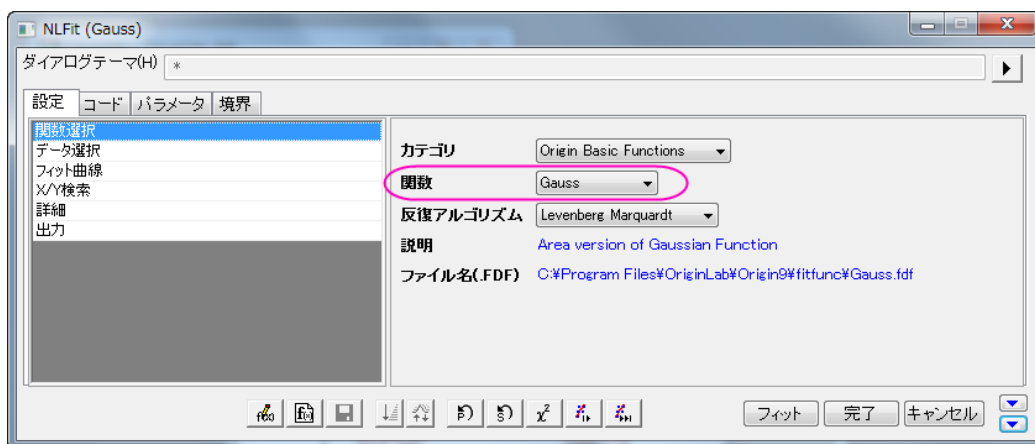 NLFit (Gauss)
ダイアログテーマ(H) *
設定 コード パラメータ 境界
関数選択
データ選択
フィット曲線
X/Y検索
詳細
出力
カテゴリ Origin Basic Functions
関数 Gauss
反復アルゴリズム Levenberg Marquardt
説明 Area version of Gaussian Function
ファイル名(.FDF) C:¥Program Files¥OriginLab¥Origin9¥fitfunc¥Gauss.fdf
フィット 完了 キャンセル